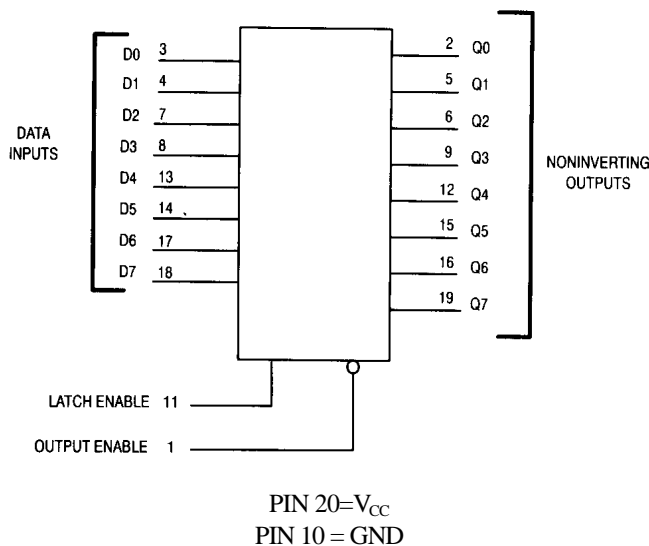 D0 3
D1 4
D2 7
D3 8
D4 13
D5 14
D6 17
D7 18
DATA
INPUTS
2 Q0
5 Q1
6 Q2
9 Q3
12 Q4
15 Q5
16 Q6
19 Q7
NONINVERTING
OUTPUTS
LATCH ENABLE 11
OUTPUT ENABLE 1
PIN 20=VCC
PIN 10 = GND